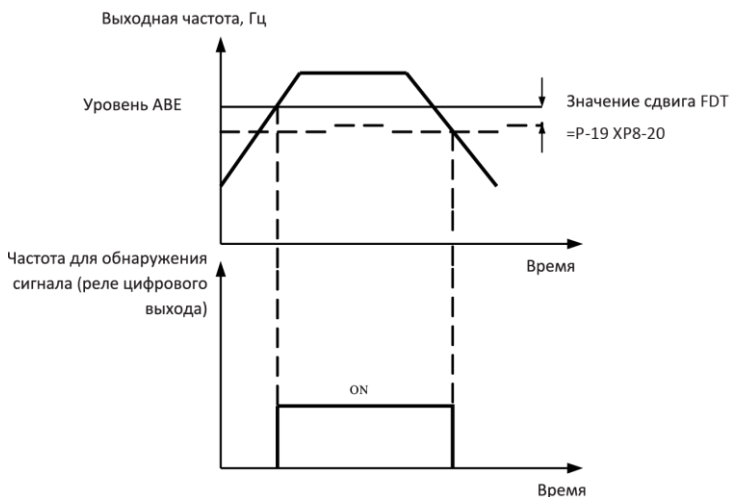 Выходная частота, Гц
Уровень АВЕ
Значение сдвига FDT
=P-19 XP8-20
Время
Частота для обнаружения
сигнала (реле цифрового
выхода)
ON
Время